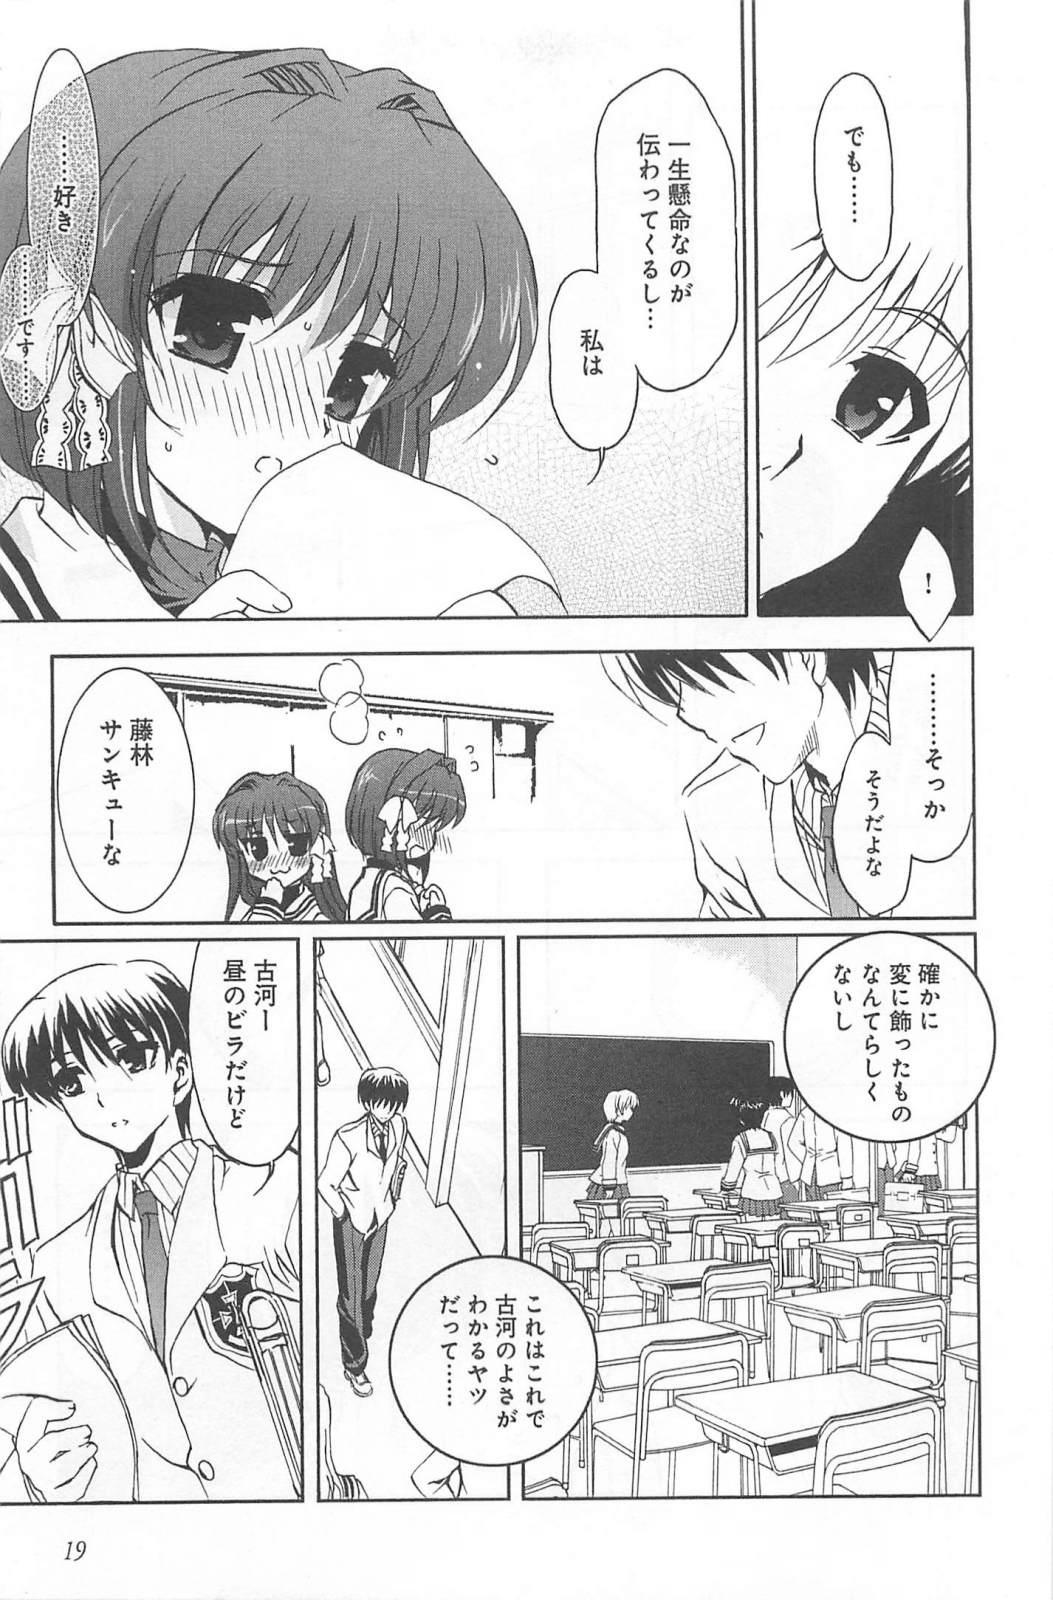 でも……
一生懸命なのが
伝わってくるし…
私は
……好き
………です
！
……そっか
そうだよな
藤林
サンキューな
確かに
変に飾ったもの
なんてらしく
ないし
これはこれで
古河のよさが
わかるヤツ
だって……
古河ー
昼のビラだけど
19